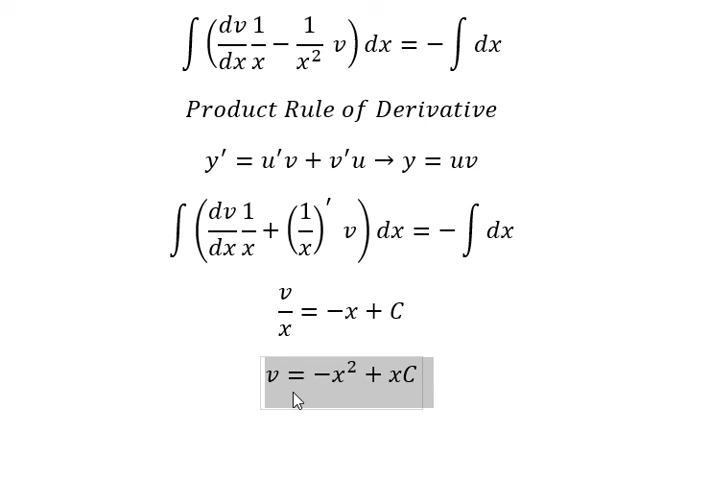 ∫ (dv/dx 1/x − 1/x² v) dx = − ∫ dx
Product Rule of Derivative
y′ = u′v + v′u → y = uv
∫ (dv/dx 1/x + (1/x)′ v) dx = − ∫ dx
v/x = −x + C
v = −x² + xC